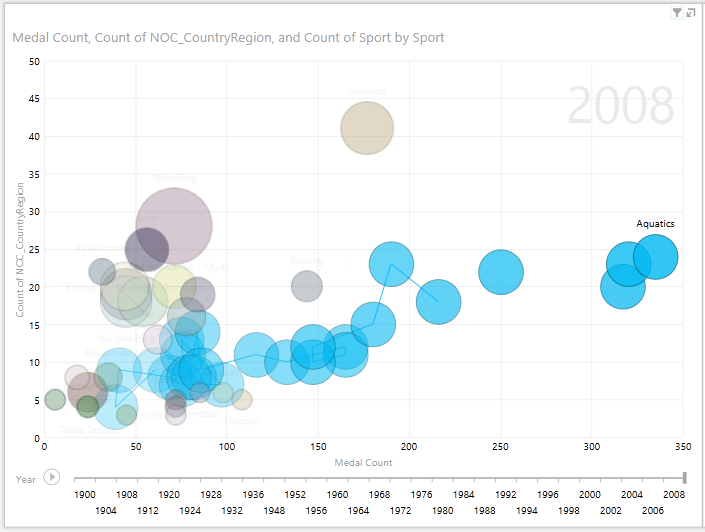 Medal Count, Count of NOC_CountryRegion, and Count of Sport by Sport
2008
50
45
40
35
30
25
20
15
10
5
0
Count of NOC_CountryRegion
Athletics
Wrestling
Aquatics
Rowing
0 50 100 150 200 250 300 350
Medal Count
Year
1900 1908 1920 1928 1936 1952 1960 1968 1976 1984 1992 1996 2000 2004 2008
1904 1912 1924 1932 1948 1956 1964 1972 1980 1988 1994 1998 2002 2006